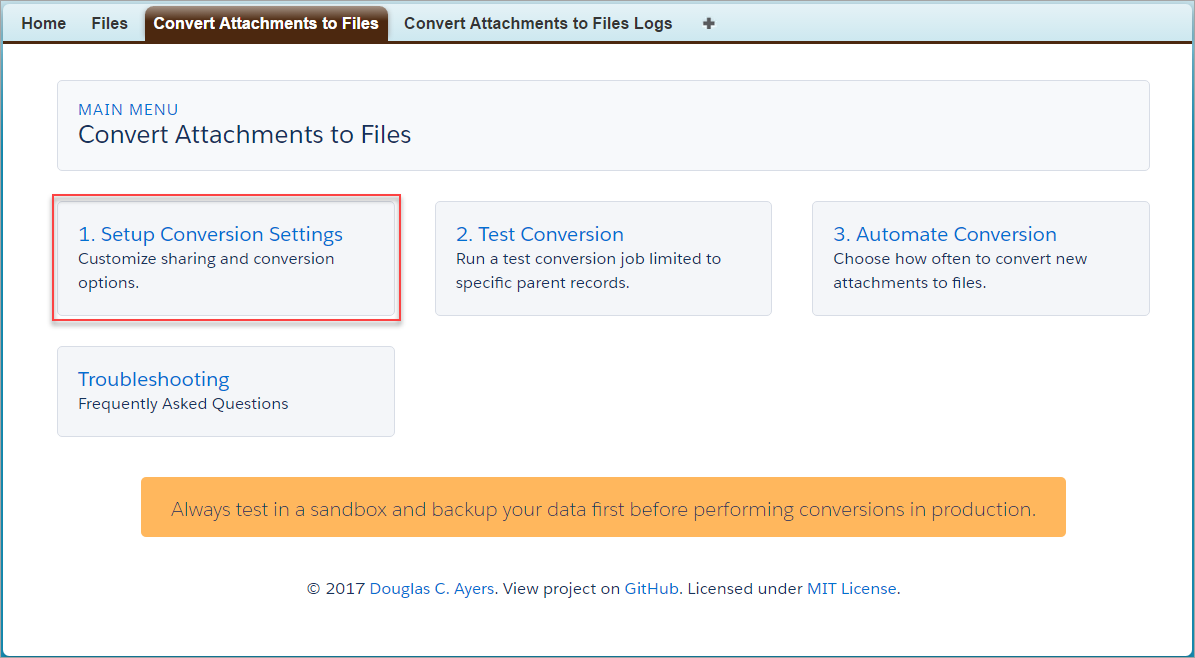 Home Files Convert Attachments to Files Convert Attachments to Files Logs +
MAIN MENU
Convert Attachments to Files
1. Setup Conversion Settings
Customize sharing and conversion
options.
2. Test Conversion
Run a test conversion job limited to
specific parent records.
3. Automate Conversion
Choose how often to convert new
attachments to files.
Troubleshooting
Frequently Asked Questions
Always test in a sandbox and backup your data first before performing conversions in production.
© 2017 Douglas C. Ayers. View project on GitHub. Licensed under MIT License.